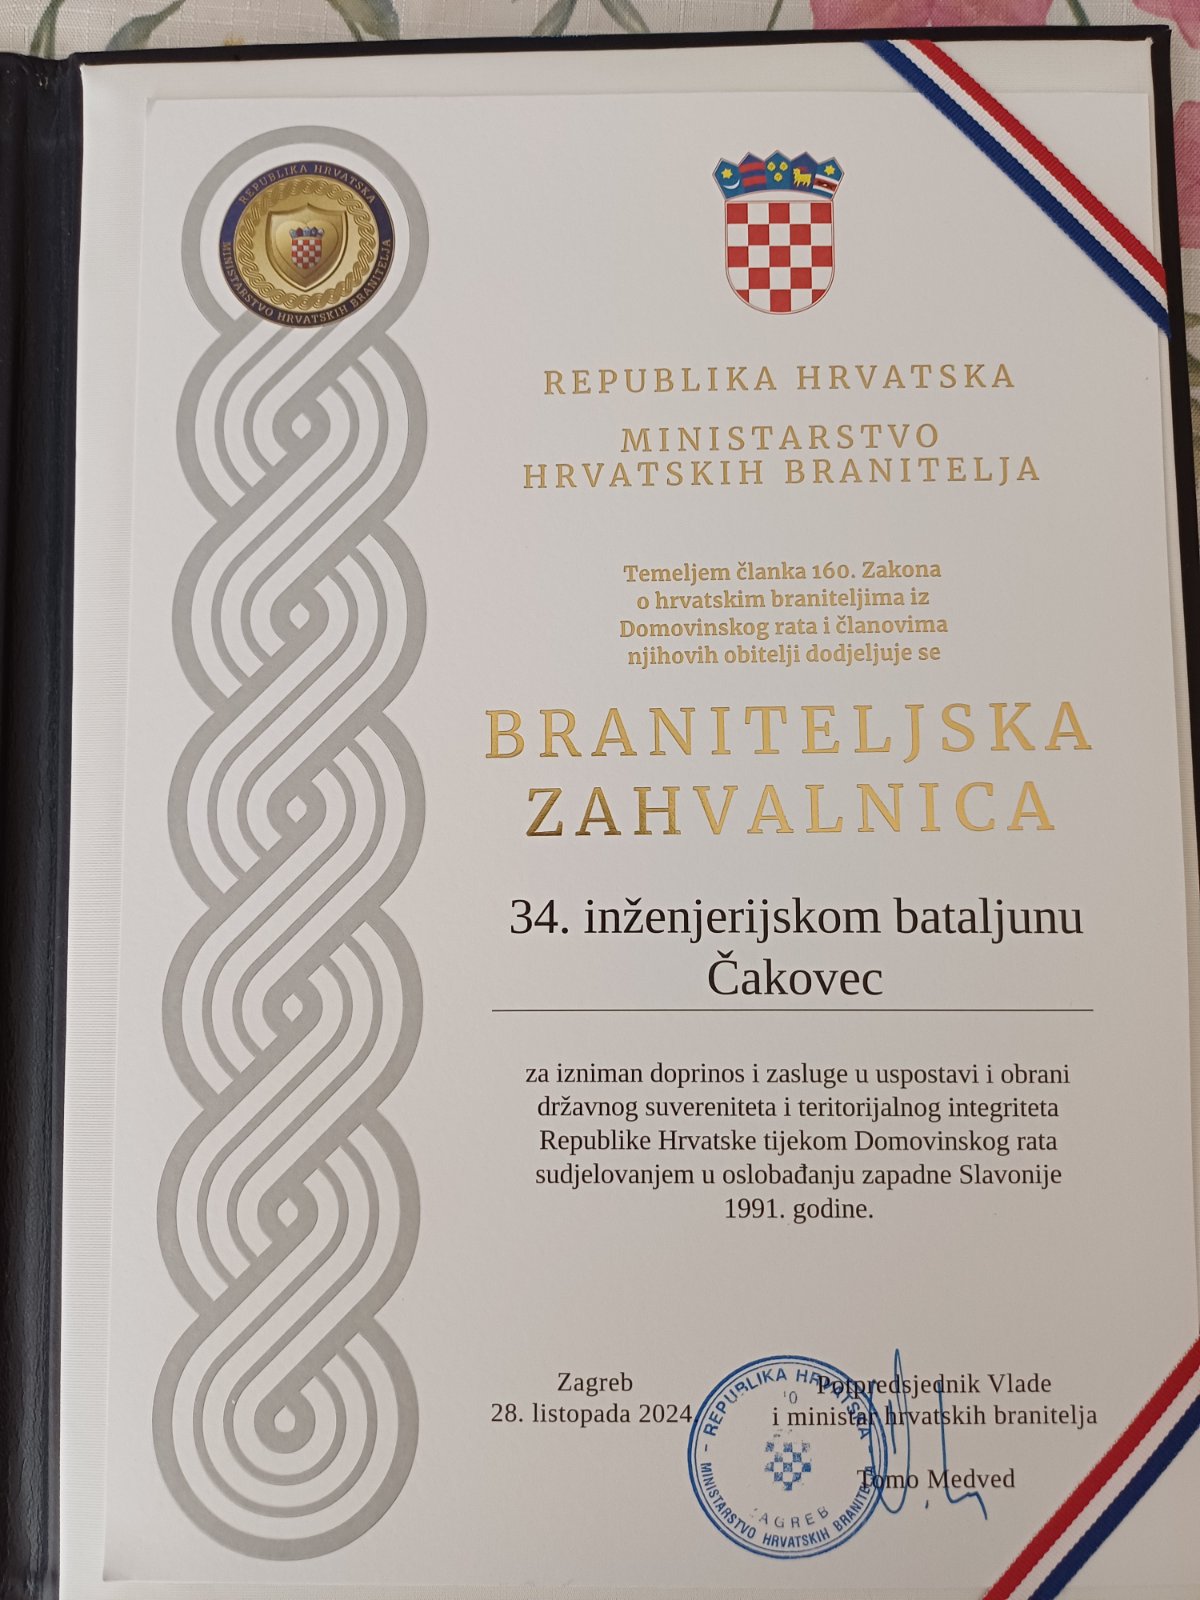 REPUBLIKA HRVATSKA
MINISTARSTVO HRVATSKIH BRANITELJA
REPUBLIKA HRVATSKA
MINISTARSTVO
HRVATSKIH BRANITELJA
Temeljem članka 160. Zakona
o hrvatskim braniteljima iz
Domovinskog rata i članovima
njihovih obitelji dodjeljuje se
BRANITELJSKA
ZAHVALNICA
34. inženjerijskom bataljunu
Čakovec
za izniman doprinos i zasluge u uspostavi i obrani
državnog suvereniteta i teritorijalnog integriteta
Republike Hrvatske tijekom Domovinskog rata
sudjelovanjem u oslobađanju zapadne Slavonije
1991. godine.
Zagreb
28. listopada 2024.
Potpredsjednik Vlade
i ministar hrvatskih branitelja
Tomo Medved
REPUBLIKA HRVATSKA
MINISTARSTVO HRVATSKIH BRANITELJA
ZAGREB